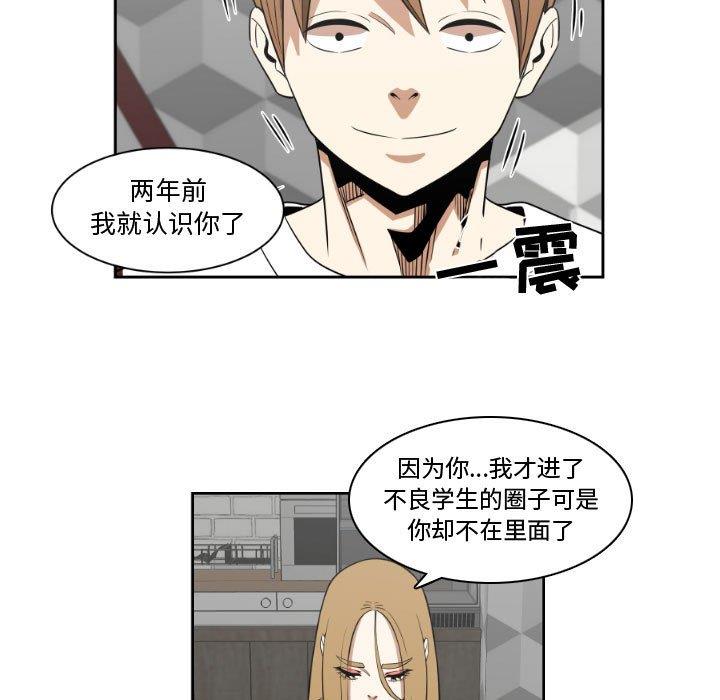 两年前
我就认识你了
一震
因为你...我才进了
不良学生的圈子可是
你却不在里面了